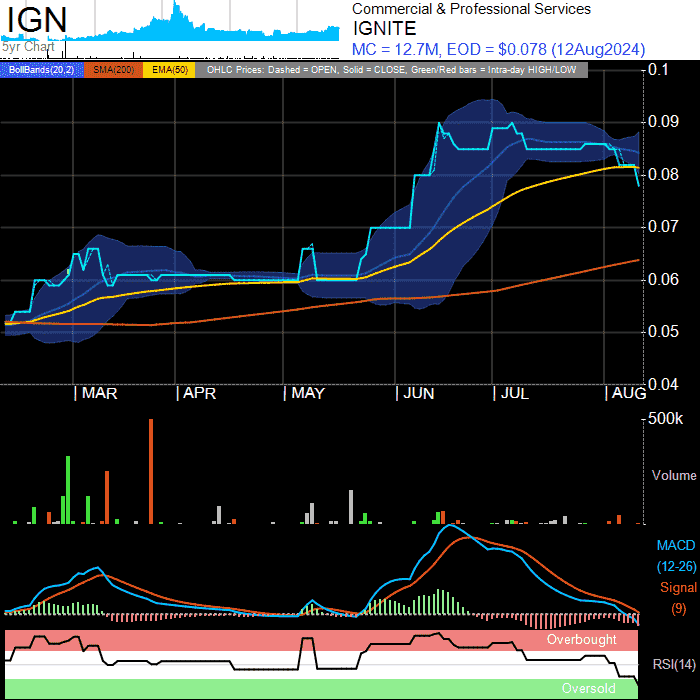 IGN
5yr Chart
Commercial & Professional Services
IGNITE
MC = 12.7M, EOD = $0.078 (12Aug2024)
BollBands(20,2) SMA(200) EMA(50) OHLC Prices: Dashed = OPEN, Solid = CLOSE, Green/Red bars = Intra-day HIGH/LOW
0.1
0.09
0.08
0.07
0.06
0.05
0.04
MAR APR MAY JUN JUL AUG
500k
Volume
MACD
(12-26)
Signal
(9)
Overbought
RSI(14)
Oversold